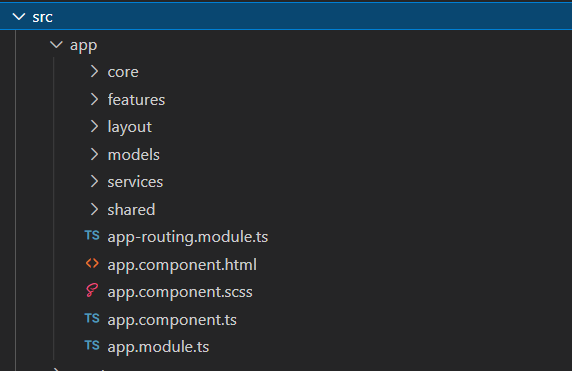 src
app
core
features
layout
models
services
shared
TS app-routing.module.ts
<> app.component.html
app.component.scss
TS app.component.ts
TS app.module.ts